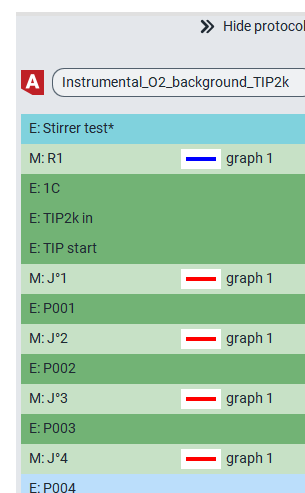 Hide protocol
A
Instrumental_O2_background_TIP2k
E: Stirrer test*
M: R1 graph 1
E: 1C
E: TIP2k in
E: TIP start
M: J°1 graph 1
E: P001
M: J°2 graph 1
E: P002
M: J°3 graph 1
E: P003
M: J°4 graph 1
E: P004